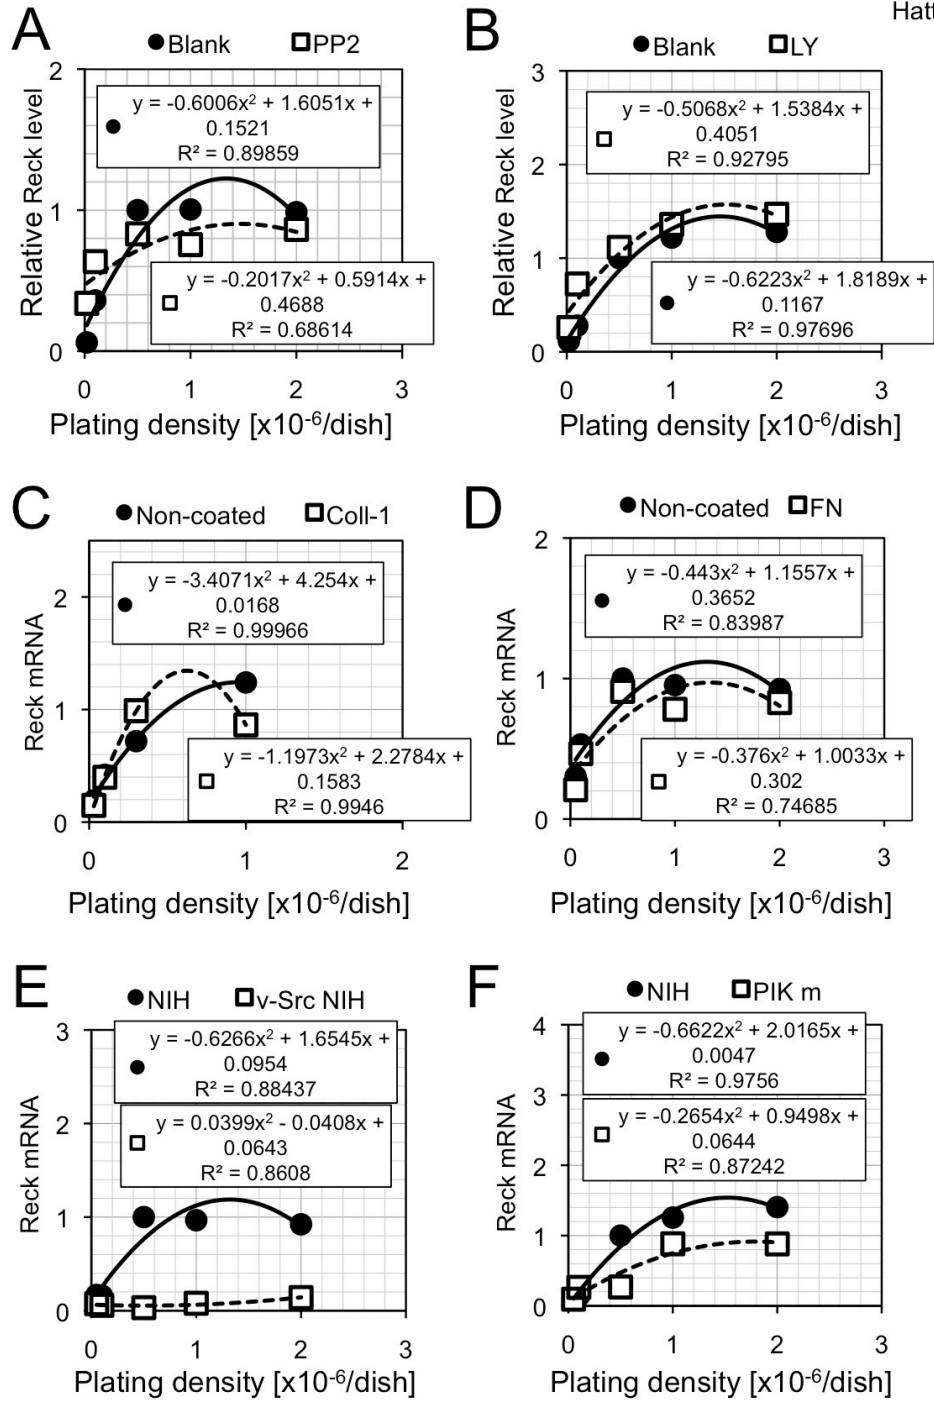 Hatt
A
● Blank □ PP2
2
1
0
Relative Reck level
● y = -0.6006x² + 1.6051x +
0.1521
R² = 0.89859
□ y = -0.2017x² + 0.5914x +
0.4688
R² = 0.68614
0 1 2 3
Plating density [x10⁻⁶/dish]
B
● Blank □ LY
3
2
1
0
Relative Reck level
□ y = -0.5068x² + 1.5384x +
0.4051
R² = 0.92795
● y = -0.6223x² + 1.8189x +
0.1167
R² = 0.97696
0 1 2 3
Plating density [x10⁻⁶/dish]
C
● Non-coated □ Coll-1
2
1
0
Reck mRNA
● y = -3.4071x² + 4.254x +
0.0168
R² = 0.99966
□ y = -1.1973x² + 2.2784x +
0.1583
R² = 0.9946
0 1 2
Plating density [x10⁻⁶/dish]
D
● Non-coated □ FN
2
1
0
Reck mRNA
● y = -0.443x² + 1.1557x +
0.3652
R² = 0.83987
□ y = -0.376x² + 1.0033x +
0.302
R² = 0.74685
0 1 2 3
Plating density [x10⁻⁶/dish]
E
● NIH □ v-Src NIH
3
2
1
0
Reck mRNA
● y = -0.6266x² + 1.6545x +
0.0954
R² = 0.88437
□ y = 0.0399x² - 0.0408x +
0.0643
R² = 0.8608
0 1 2 3
Plating density [x10⁻⁶/dish]
F
● NIH □ PIK m
4
3
2
1
0
Reck mRNA
● y = -0.6622x² + 2.0165x +
0.0047
R² = 0.9756
□ y = -0.2654x² + 0.9498x +
0.0644
R² = 0.87242
0 1 2 3
Plating density [x10⁻⁶/dish]